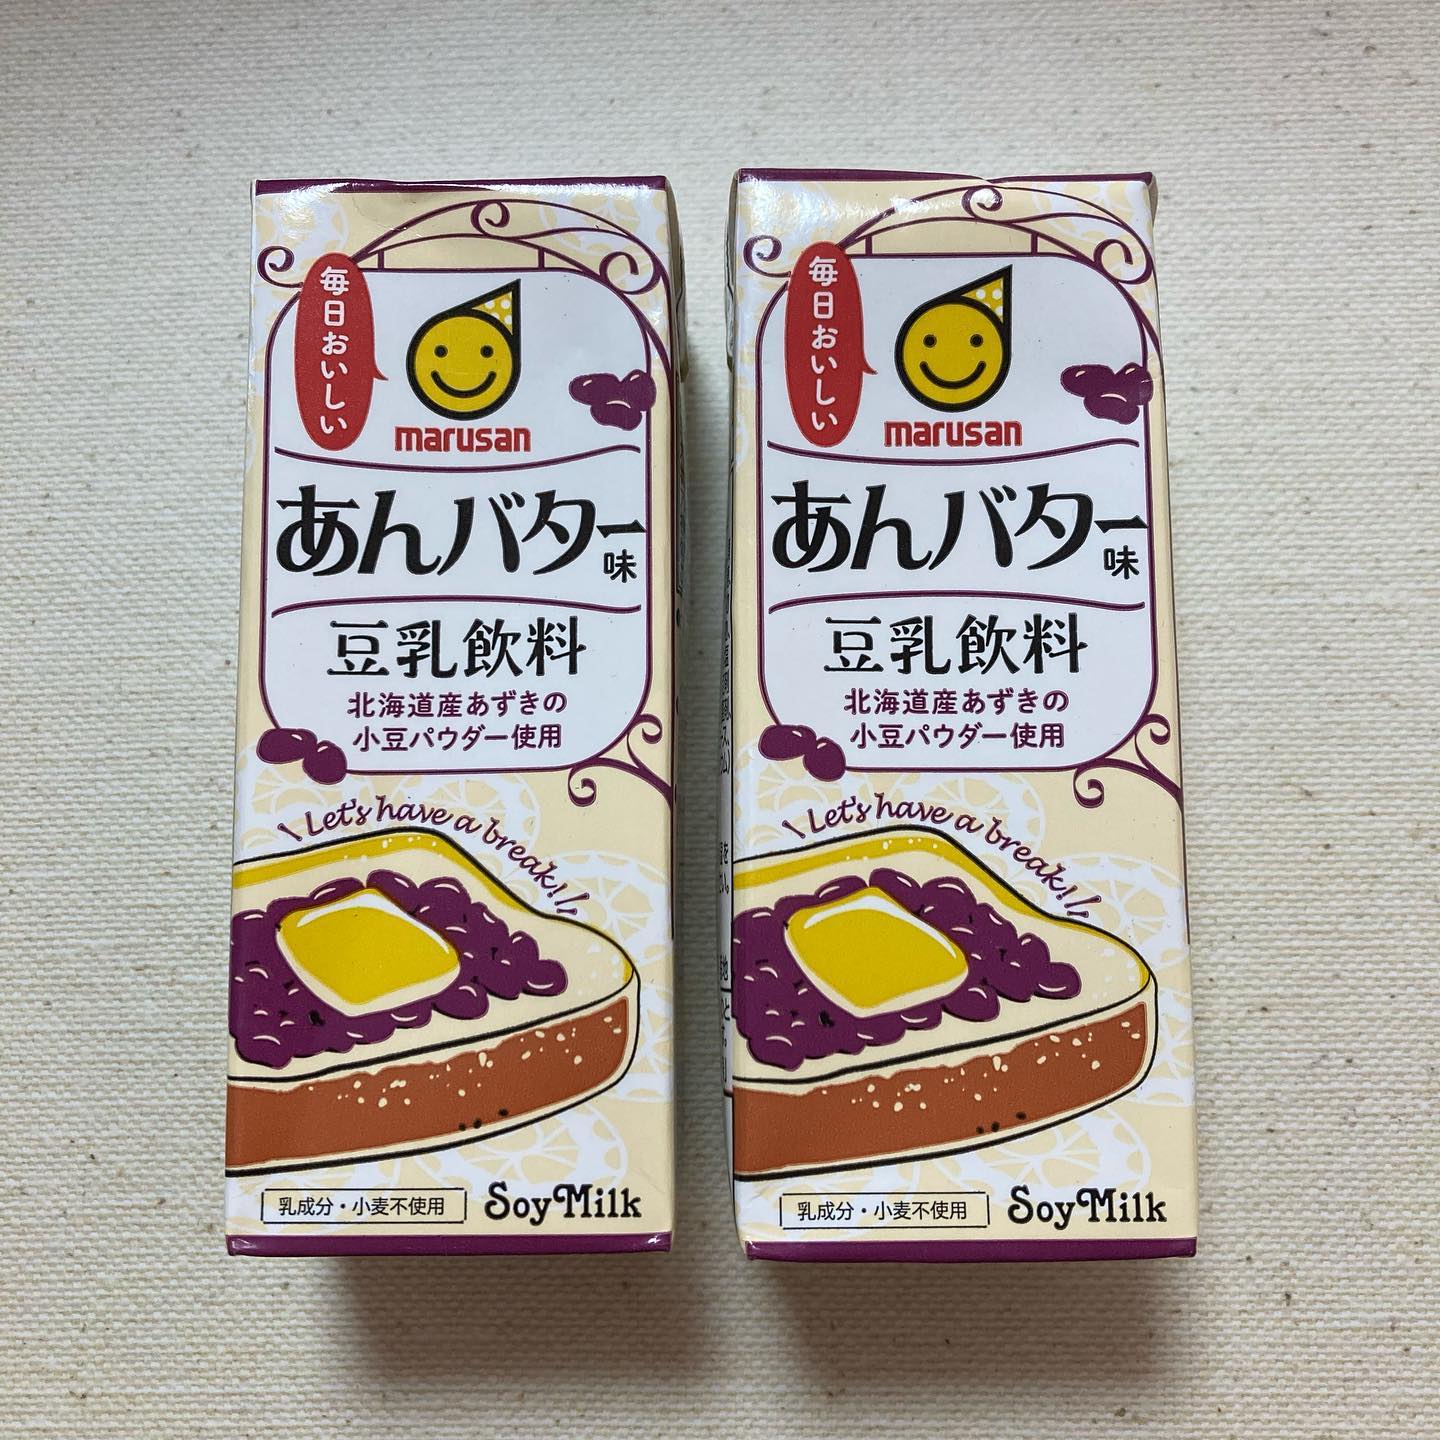 毎日おいしい
marusan
あんバター味
豆乳飲料
北海道産あずきの
小豆パウダー使用
Let's have a break!
乳成分・小麦不使用
Soy Milk
毎日おいしい
marusan
あんバター味
豆乳飲料
北海道産あずきの
小豆パウダー使用
Let's have a break!
乳成分・小麦不使用
Soy Milk